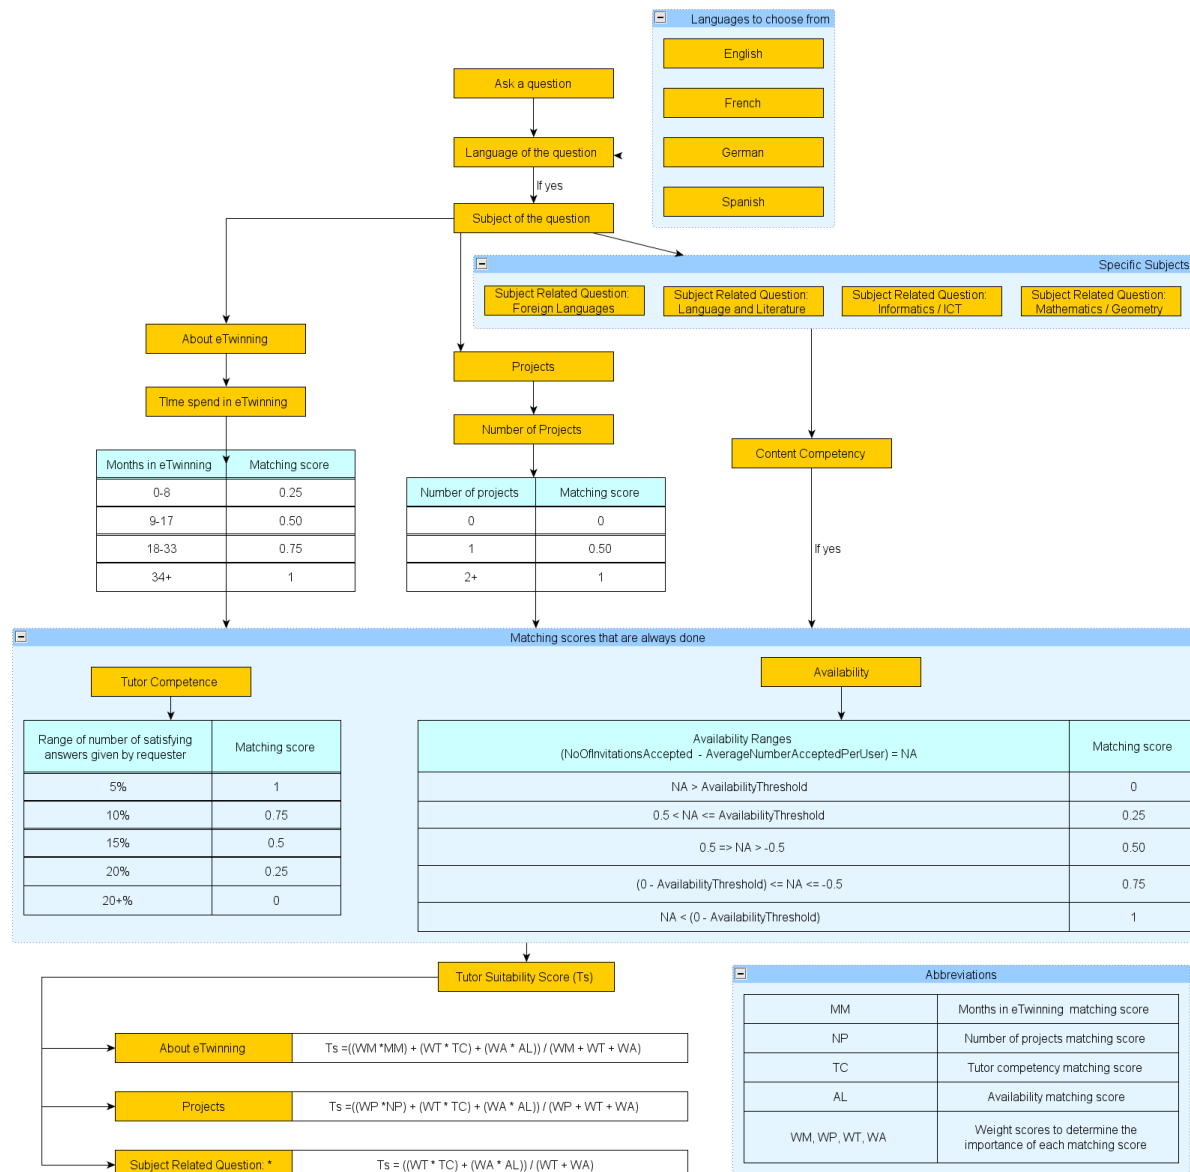 Languages to choose from
English
French
German
Spanish
Ask a question
Language of the question
If yes
Subject of the question
Specific Subjects
Subject Related Question:
Foreign Languages
Subject Related Question:
Language and Literature
Subject Related Question:
Informatics / ICT
Subject Related Question:
Mathematics / Geometry
About eTwinning
TIme spend in eTwinning
Projects
Number of Projects
Content Competency
If yes
Months in eTwinning Matching score
0-8 0.25
9-17 0.50
18-33 0.75
34+ 1
Number of projects Matching score
0 0
1 0.50
2+ 1
Matching scores that are always done
Tutor Competence
Range of number of satisfying
answers given by requester
Matching score
5% 1
10% 0.75
15% 0.5
20% 0.25
20+% 0
Availability
Availability Ranges
(NoOfInvitationsAccepted - AverageNumberAcceptedPerUser) = NA
Matching score
NA > AvailabilityThreshold 0
0.5 < NA <= AvailabilityThreshold 0.25
0.5 => NA > -0.5 0.50
(0 - AvailabilityThreshold) <= NA <= -0.5 0.75
NA < (0 - AvailabilityThreshold) 1
Tutor Suitability Score (Ts)
About eTwinning Ts =((WM *MM) + (WT * TC) + (WA * AL)) / (WM + WT + WA)
Projects Ts =((WP *NP) + (WT * TC) + (WA * AL)) / (WP + WT + WA)
Subject Related Question: * Ts = ((WT * TC) + (WA * AL)) / (WT + WA)
Abbreviations
MM Months in eTwinning matching score
NP Number of projects matching score
TC Tutor competency matching score
AL Availability matching score
WM, WP, WT, WA Weight scores to determine the
importance of each matching score